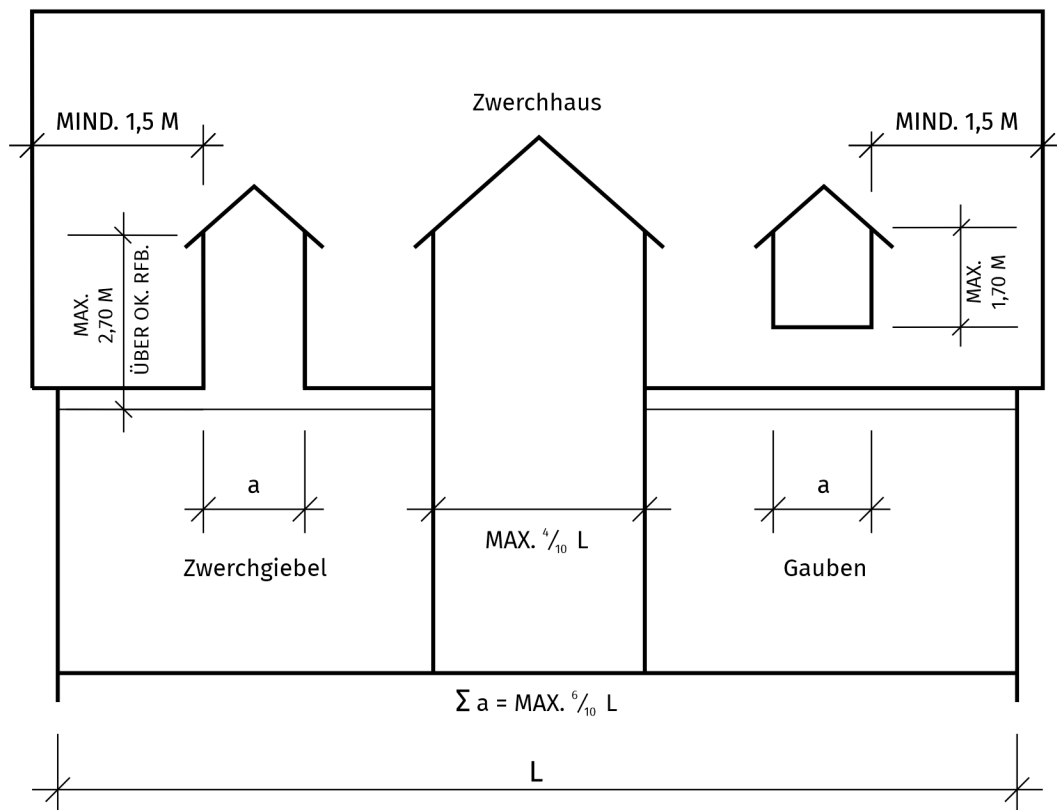 Zwerchhaus
MIND. 1,5 M
MIND. 1,5 M
MAX.
2,70 M
ÜBER OK. RFB.
MAX.
1,70 M
a
a
MAX. 4/10 L
Zwerchgiebel
Gauben
Σ a = MAX. 6/10 L
L